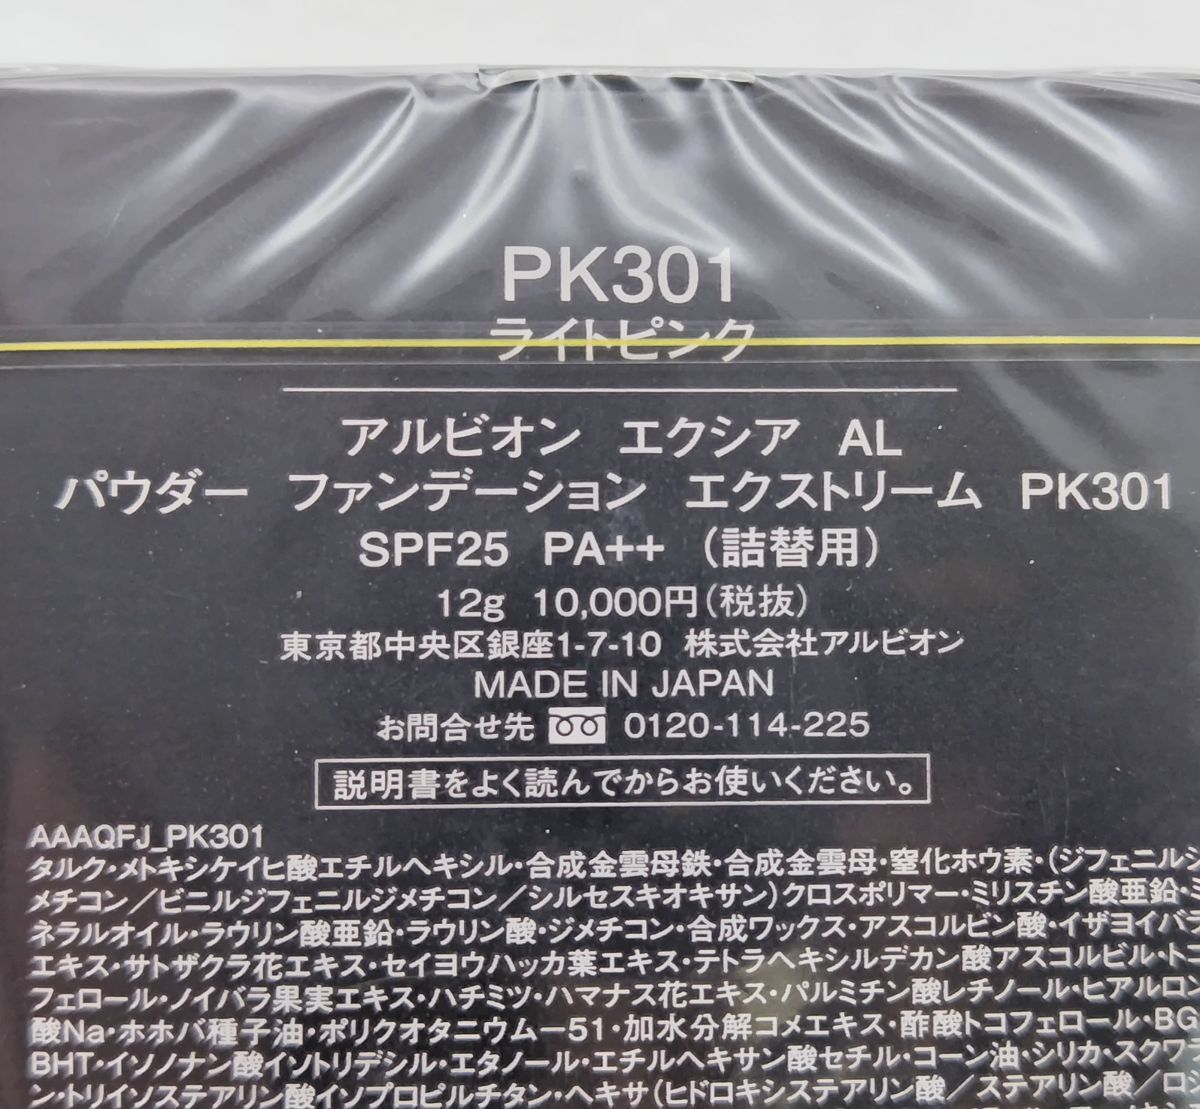 PK301
ライトピンク
アルビオン エクシア AL
パウダー ファンデーション エクストリーム PK301
SPF25 PA++ (詰替用)
12g 10,000円(税抜)
東京都中央区銀座1-7-10 株式会社アルビオン
MADE IN JAPAN
お問合せ先 0120-114-225
説明書をよく読んでからお使いください。
AAAQFJ_PK301
タルク・メトキシケイヒ酸エチルヘキシル・合成金雲母鉄・合成金雲母・窒化ホウ素・(ジフェニルジ
メチコン/ビニルジフェニルジメチコン/シルセスキオキサン)クロスポリマー・ミリスチン酸亜鉛・ミ
ネラルオイル・ラウリン酸亜鉛・ラウリン酸・ジメチコン・合成ワックス・アスコルビン酸・イザヨイバラ
エキス・サトザクラ花エキス・セイヨウハッカ葉エキス・テトラヘキシルデカン酸アスコルビル・トコ
フェロール・ノイバラ果実エキス・ハチミツ・ハマナス花エキス・パルミチン酸レチノール・ヒアルロン
酸Na・ホホバ種子油・ポリクオタニウム-51・加水分解コメエキス・酢酸トコフェロール・BG
BHT・イソノナン酸イソトリデシル・エタノール・エチルヘキサン酸セチル・コーン油・シリカ・スクワラ
ン・トリイソステアリン酸イソプロピルチタン・ヘキサ(ヒドロキシステアリン酸/ステアリン酸/ロジ